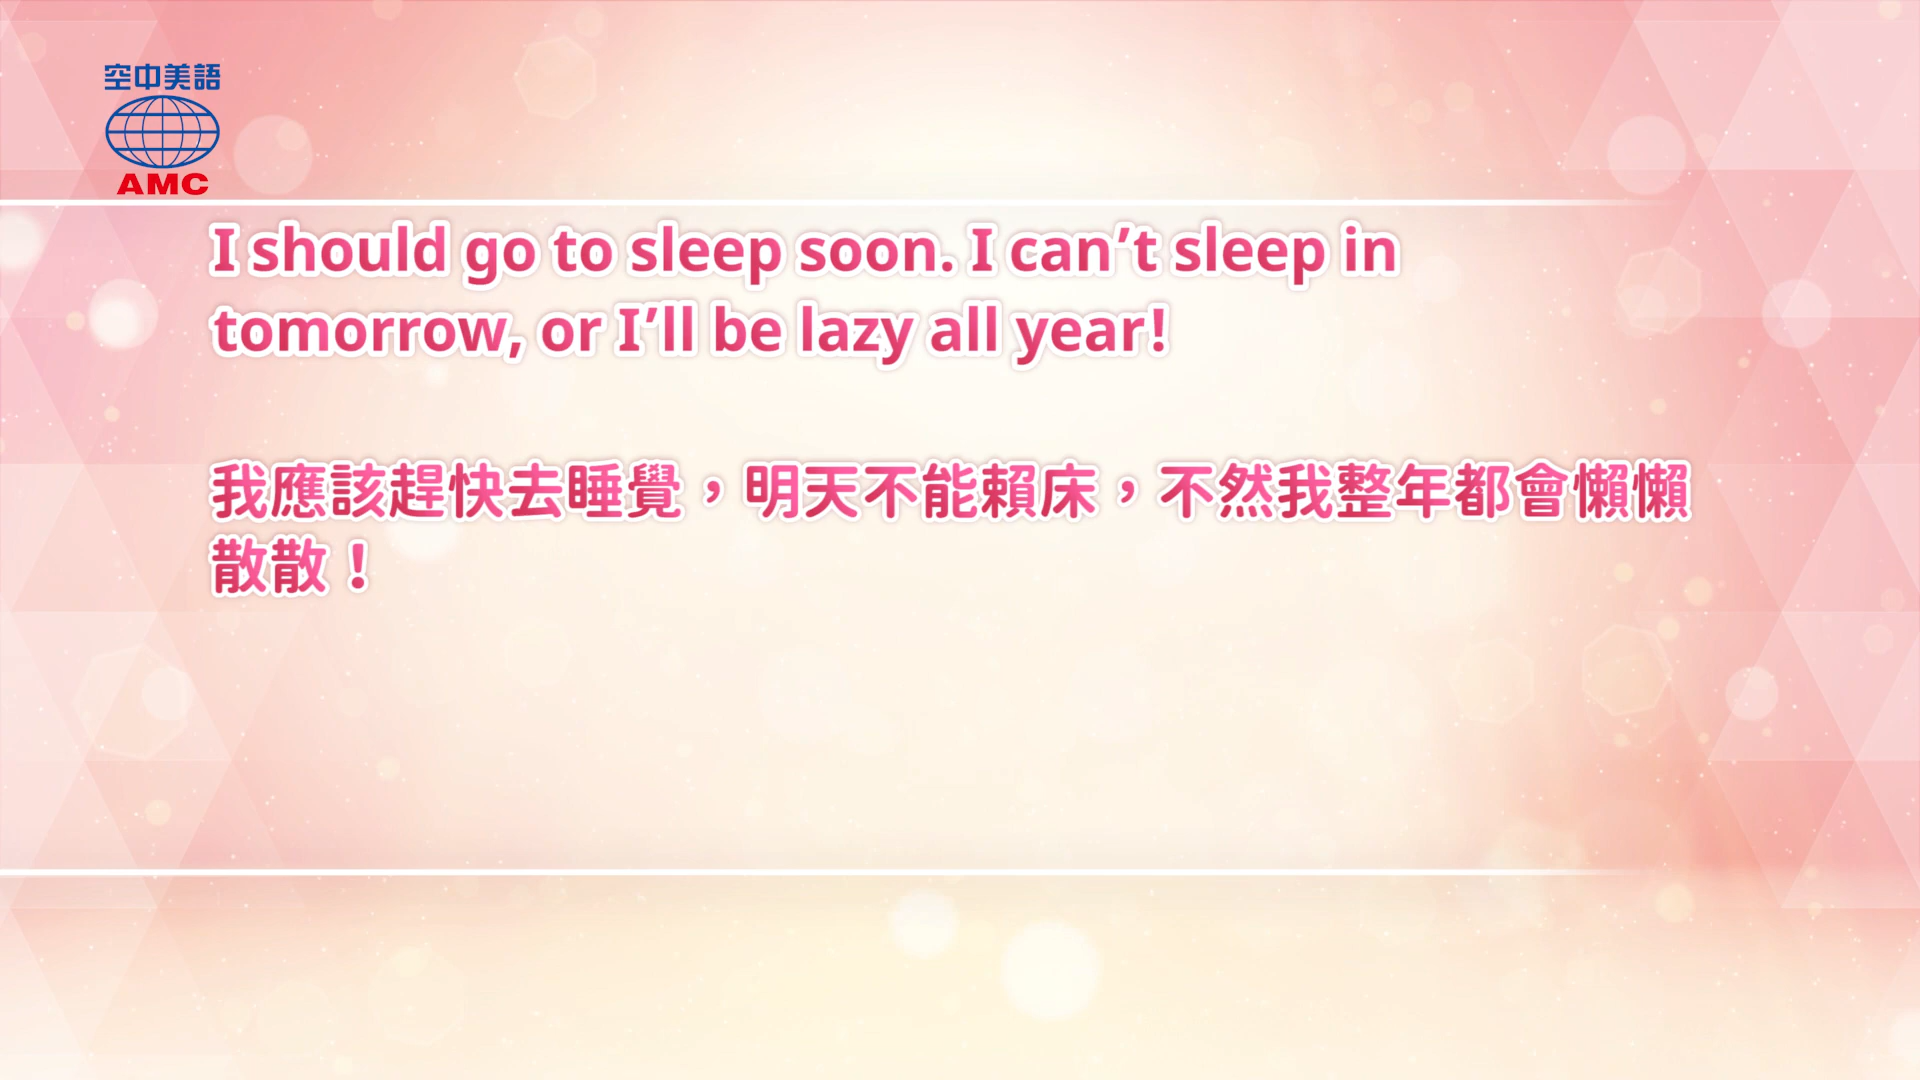 空中美語
AMC
I should go to sleep soon. I can’t sleep in
tomorrow, or I’ll be lazy all year!
我應該趕快去睡覺，明天不能賴床，不然我整年都會懶懶
散散！